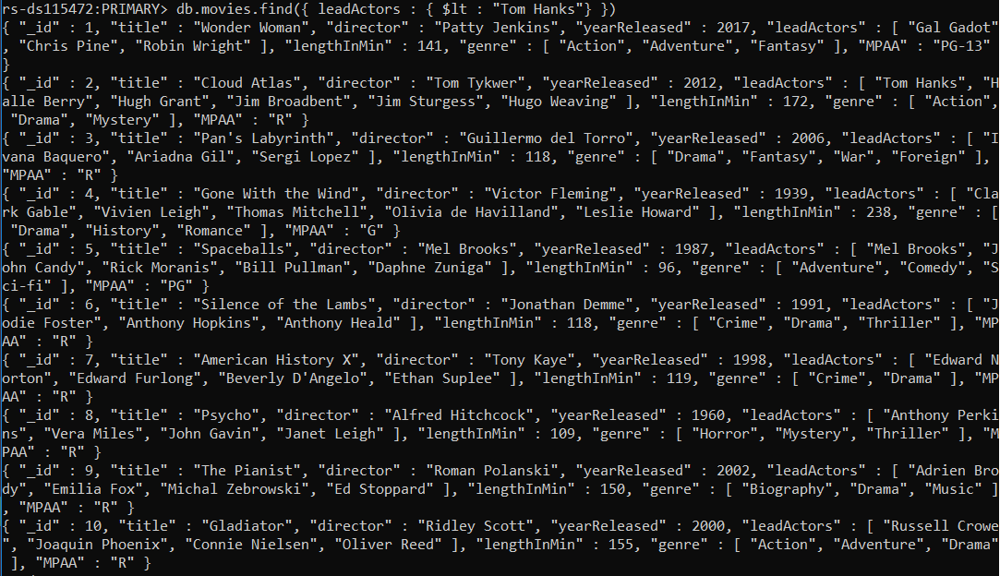 rs-ds115472:PRIMARY> db.movies.find({ leadActors : { $lt : "Tom Hanks"} })
{ "_id" : 1, "title" : "Wonder Woman", "director" : "Patty Jenkins", "yearReleased" : 2017, "leadActors" : [ "Gal Gadot"
, "Chris Pine", "Robin Wright" ], "lengthInMin" : 141, "genre" : [ "Action", "Adventure", "Fantasy" ], "MPAA" : "PG-13"
}
{ "_id" : 2, "title" : "Cloud Atlas", "director" : "Tom Tykwer", "yearReleased" : 2012, "leadActors" : [ "Tom Hanks", "H
alle Berry", "Hugh Grant", "Jim Broadbent", "Jim Sturgess", "Hugo Weaving" ], "lengthInMin" : 172, "genre" : [ "Action",
"Drama", "Mystery" ], "MPAA" : "R" }
{ "_id" : 3, "title" : "Pan's Labyrinth", "director" : "Guillermo del Torro", "yearReleased" : 2006, "leadActors" : [ "I
vana Baquero", "Ariadna Gil", "Sergi Lopez" ], "lengthInMin" : 118, "genre" : [ "Drama", "Fantasy", "War", "Foreign" ],
"MPAA" : "R" }
{ "_id" : 4, "title" : "Gone With the Wind", "director" : "Victor Fleming", "yearReleased" : 1939, "leadActors" : [ "Cla
rk Gable", "Vivien Leigh", "Thomas Mitchell", "Olivia de Havilland", "Leslie Howard" ], "lengthInMin" : 238, "genre" : [
"Drama", "History", "Romance" ], "MPAA" : "G" }
{ "_id" : 5, "title" : "Spaceballs", "director" : "Mel Brooks", "yearReleased" : 1987, "leadActors" : [ "Mel Brooks", "J
ohn Candy", "Rick Moranis", "Bill Pullman", "Daphne Zuniga" ], "lengthInMin" : 96, "genre" : [ "Adventure", "Comedy", "S
ci-fi" ], "MPAA" : "PG" }
{ "_id" : 6, "title" : "Silence of the Lambs", "director" : "Jonathan Demme", "yearReleased" : 1991, "leadActors" : [ "J
odie Foster", "Anthony Hopkins", "Anthony Heald" ], "lengthInMin" : 118, "genre" : [ "Crime", "Drama", "Thriller" ], "MP
AA" : "R" }
{ "_id" : 7, "title" : "American History X", "director" : "Tony Kaye", "yearReleased" : 1998, "leadActors" : [ "Edward N
orton", "Edward Furlong", "Beverly D'Angelo", "Ethan Suplee" ], "lengthInMin" : 119, "genre" : [ "Crime", "Drama" ], "MP
AA" : "R" }
{ "_id" : 8, "title" : "Psycho", "director" : "Alfred Hitchcock", "yearReleased" : 1960, "leadActors" : [ "Anthony Perki
ns", "Vera Miles", "John Gavin", "Janet Leigh" ], "lengthInMin" : 109, "genre" : [ "Horror", "Mystery", "Thriller" ], "M
PAA" : "R" }
{ "_id" : 9, "title" : "The Pianist", "director" : "Roman Polanski", "yearReleased" : 2002, "leadActors" : [ "Adrien Bro
dy", "Emilia Fox", "Michal Zebrowski", "Ed Stoppard" ], "lengthInMin" : 150, "genre" : [ "Biography", "Drama", "Music" ]
, "MPAA" : "R" }
{ "_id" : 10, "title" : "Gladiator", "director" : "Ridley Scott", "yearReleased" : 2000, "leadActors" : [ "Russell Crowe
", "Joaquin Phoenix", "Connie Nielsen", "Oliver Reed" ], "lengthInMin" : 155, "genre" : [ "Action", "Adventure", "Drama"
], "MPAA" : "R" }